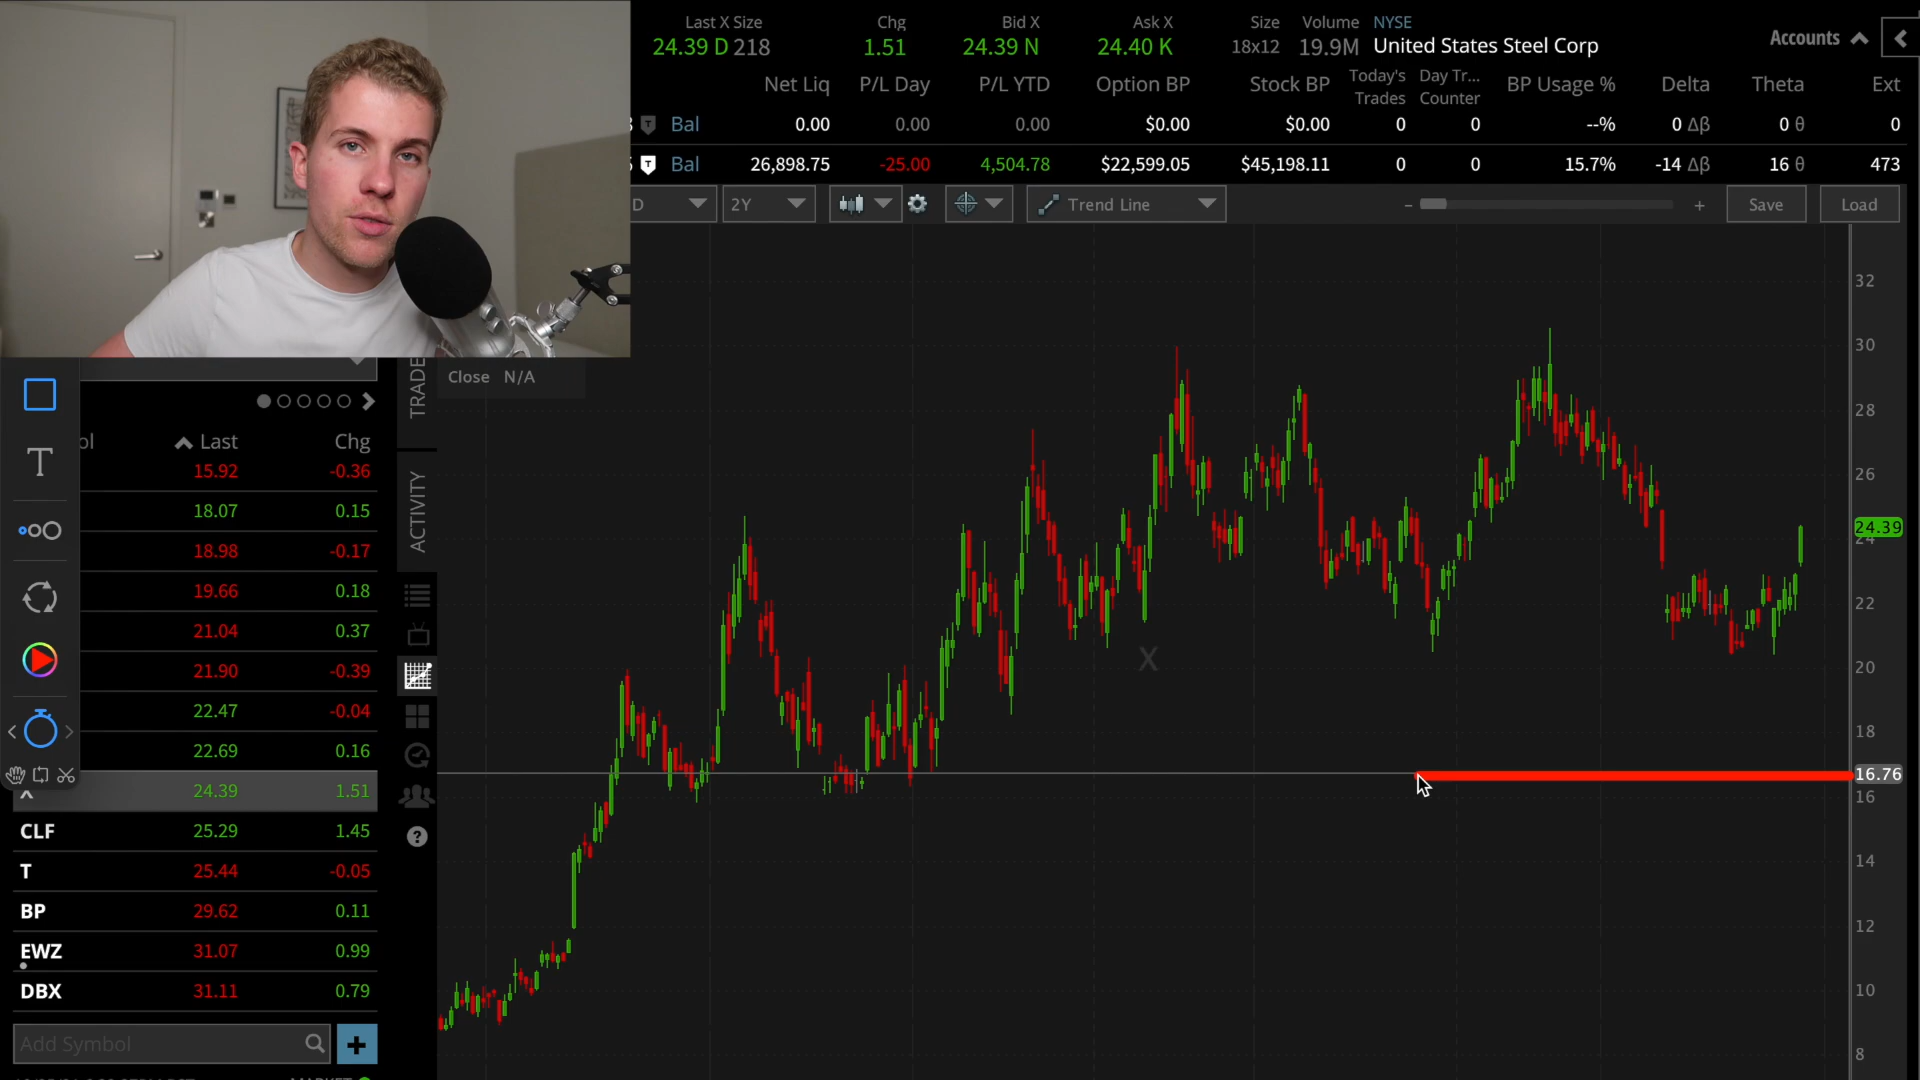 Last X Size Chg Bid X Ask X Size Volume NYSE
24.39 D 218 1.51 24.39 N 24.40 K 18x12 19.9M United States Steel Corp Accounts
Net Liq P/L Day P/L YTD Option BP Stock BP Today's Trades Day Tr... Counter BP Usage % Delta Theta Ext
Bal 0.00 0.00 0.00 $0.00 $0.00 0 0 --% 0 Δβ 0 θ 0
Bal 26,898.75 -25.00 4,504.78 $22,599.05 $45,198.11 0 0 15.7% -14 Δβ 16 θ 473
D 2Y Trend Line - + Save Load
Close N/A
TRADE
ACTIVITY
T
Last Chg
15.92 -0.36
18.07 0.15
18.98 -0.17
19.66 0.18
21.04 0.37
21.90 -0.39
22.47 -0.04
22.69 0.16
24.39 1.51
CLF 25.29 1.45
T 25.44 -0.05
BP 29.62 0.11
EWZ 31.07 0.99
DBX 31.11 0.79
Add Symbol +
?
X
32
30
28
26
24.39
24
22
20
18
16.76
16
14
12
10
8